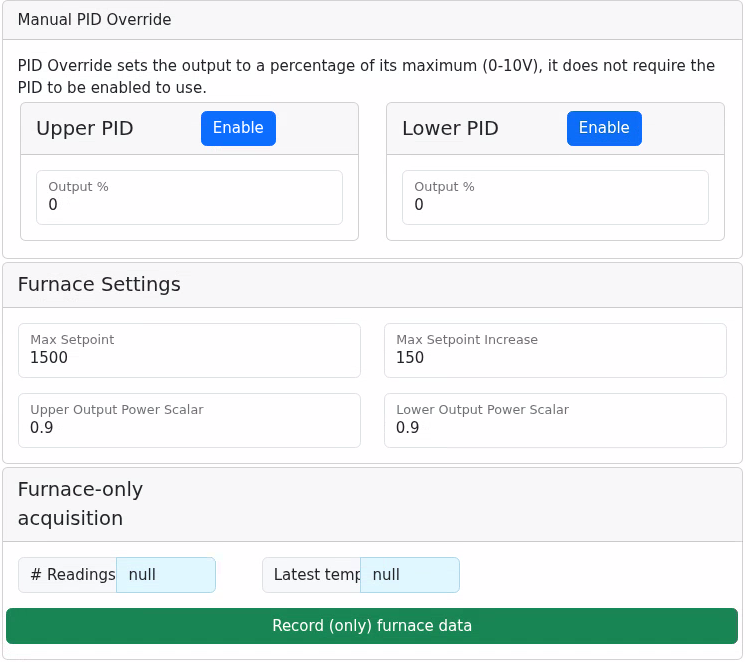 Manual PID Override
PID Override sets the output to a percentage of its maximum (0-10V), it does not require the
PID to be enabled to use.
Upper PID
Enable
Output %
0
Lower PID
Enable
Output %
0
Furnace Settings
Max Setpoint
1500
Max Setpoint Increase
150
Upper Output Power Scalar
0.9
Lower Output Power Scalar
0.9
Furnace-only
acquisition
# Readings
null
Latest temp
null
Record (only) furnace data